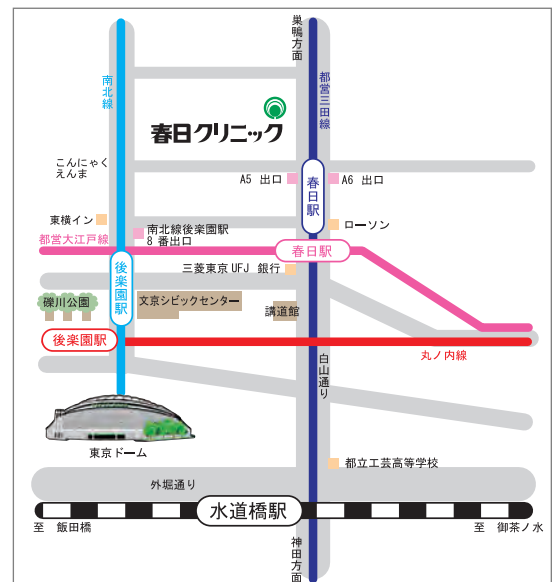 巣鴨方面
南北線
都営三田線
春日クリニック
こんにゃく
えんま
A5 出口
春日駅
A6 出口
東横イン
南北線後楽園駅
8 番出口
ローソン
都営大江戸線
春日駅
後楽園駅
三菱東京 UFJ 銀行
礫川公園
文京シビックセンター
講道館
後楽園駅
丸ノ内線
白山通り
東京ドーム
都立工芸高等学校
外堀通り
水道橋駅
至 飯田橋
至 御茶ノ水
神田方面